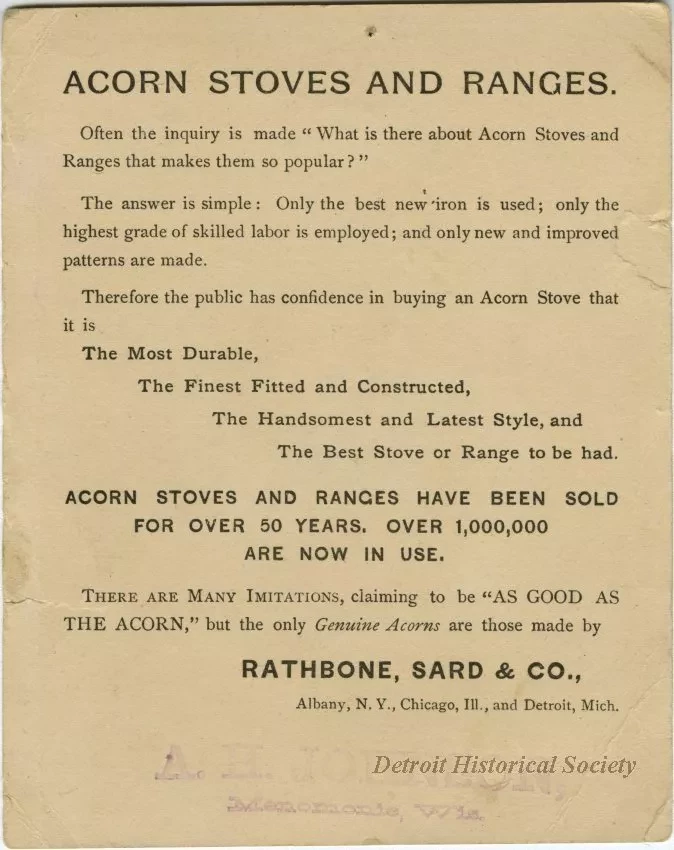 ACORN STOVES AND RANGES.
Often the inquiry is made “ What is there about Acorn Stoves and
Ranges that makes them so popular ? ”
The answer is simple : Only the best new iron is used ; only the
highest grade of skilled labor is employed ; and only new and improved
patterns are made.
Therefore the public has confidence in buying an Acorn Stove that
it is
The Most Durable,
The Finest Fitted and Constructed,
The Handsomest and Latest Style, and
The Best Stove or Range to be had.
ACORN STOVES AND RANGES HAVE BEEN SOLD
FOR OVER 50 YEARS. OVER 1,000,000
ARE NOW IN USE.
THERE ARE MANY IMITATIONS, claiming to be “AS GOOD AS
THE ACORN,” but the only Genuine Acorns are those made by
RATHBONE, SARD & CO.,
Albany, N. Y., Chicago, Ill., and Detroit, Mich.
Detroit Historical Society
Menomonie, Wis.